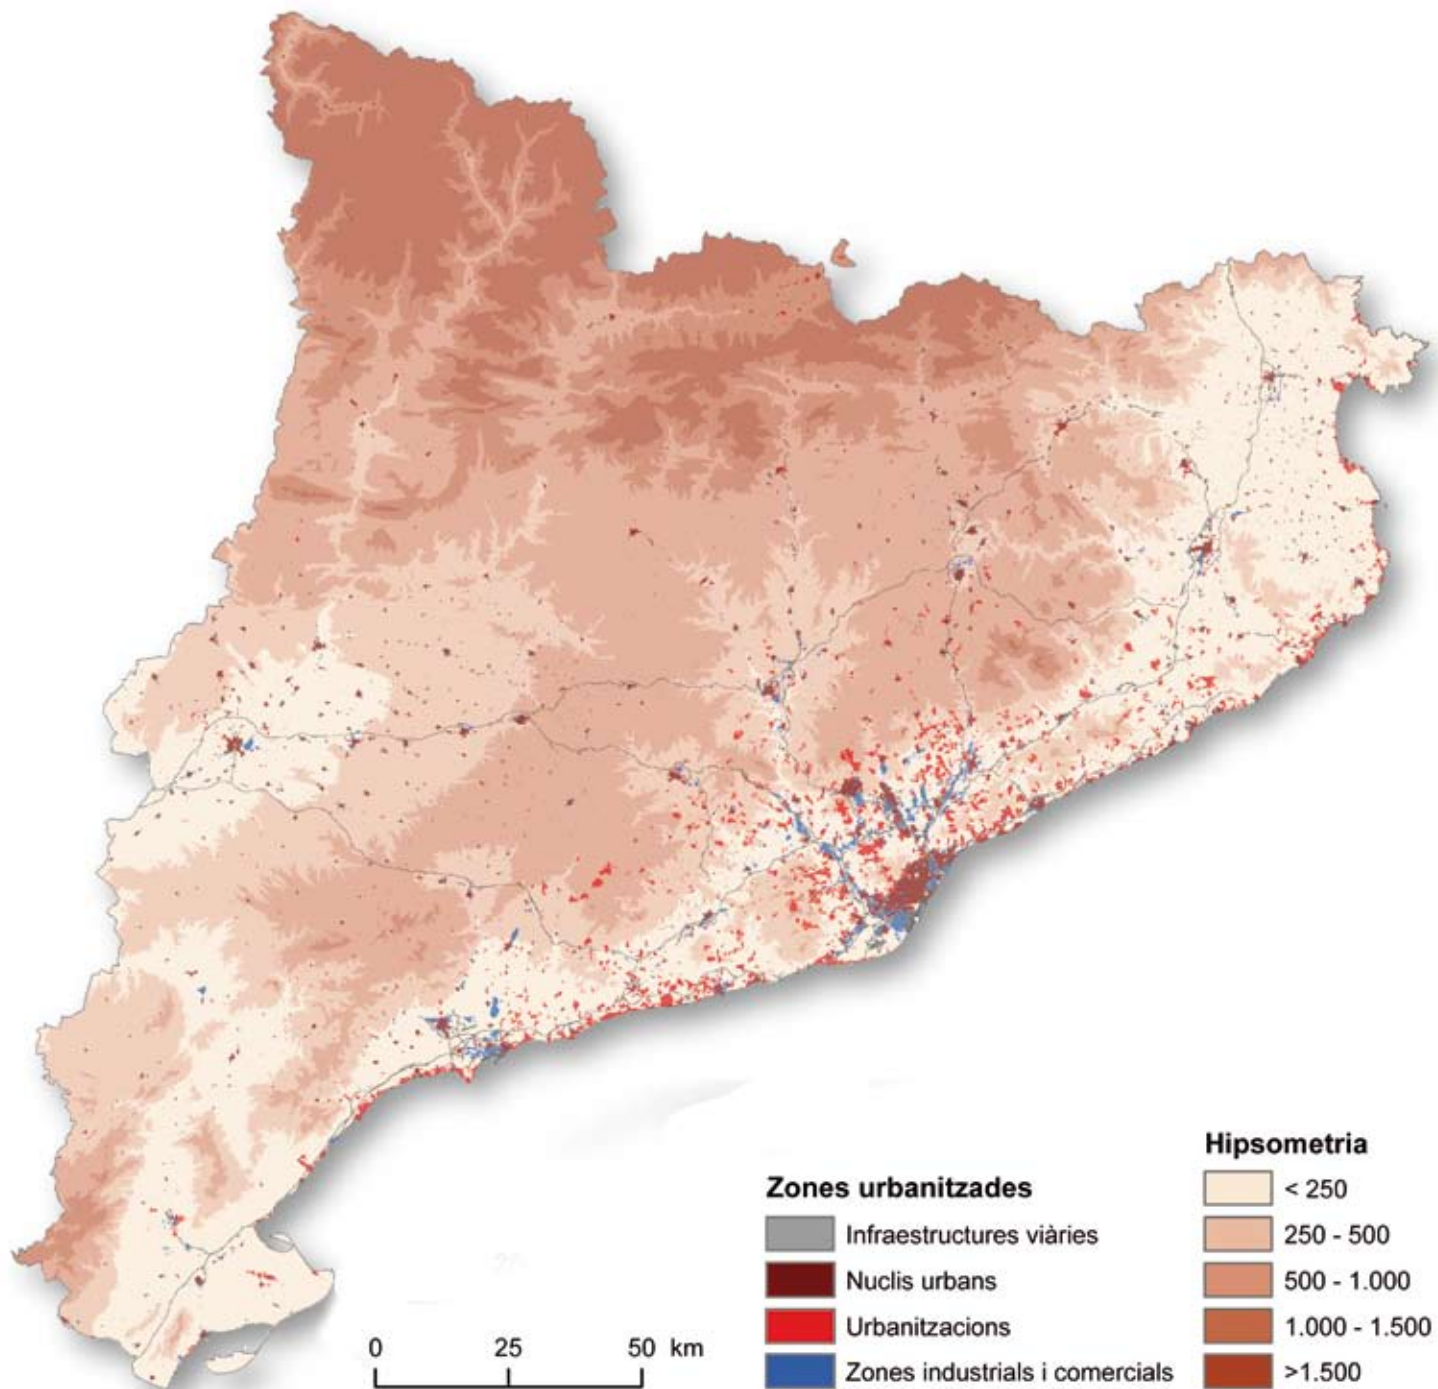 Hipsometria
< 250
250 - 500
500 - 1.000
1.000 - 1.500
>1.500
Zones urbanitzades
Infraestructures viàries
Nuclis urbans
Urbanitzacions
Zones industrials i comercials
0 25 50 km